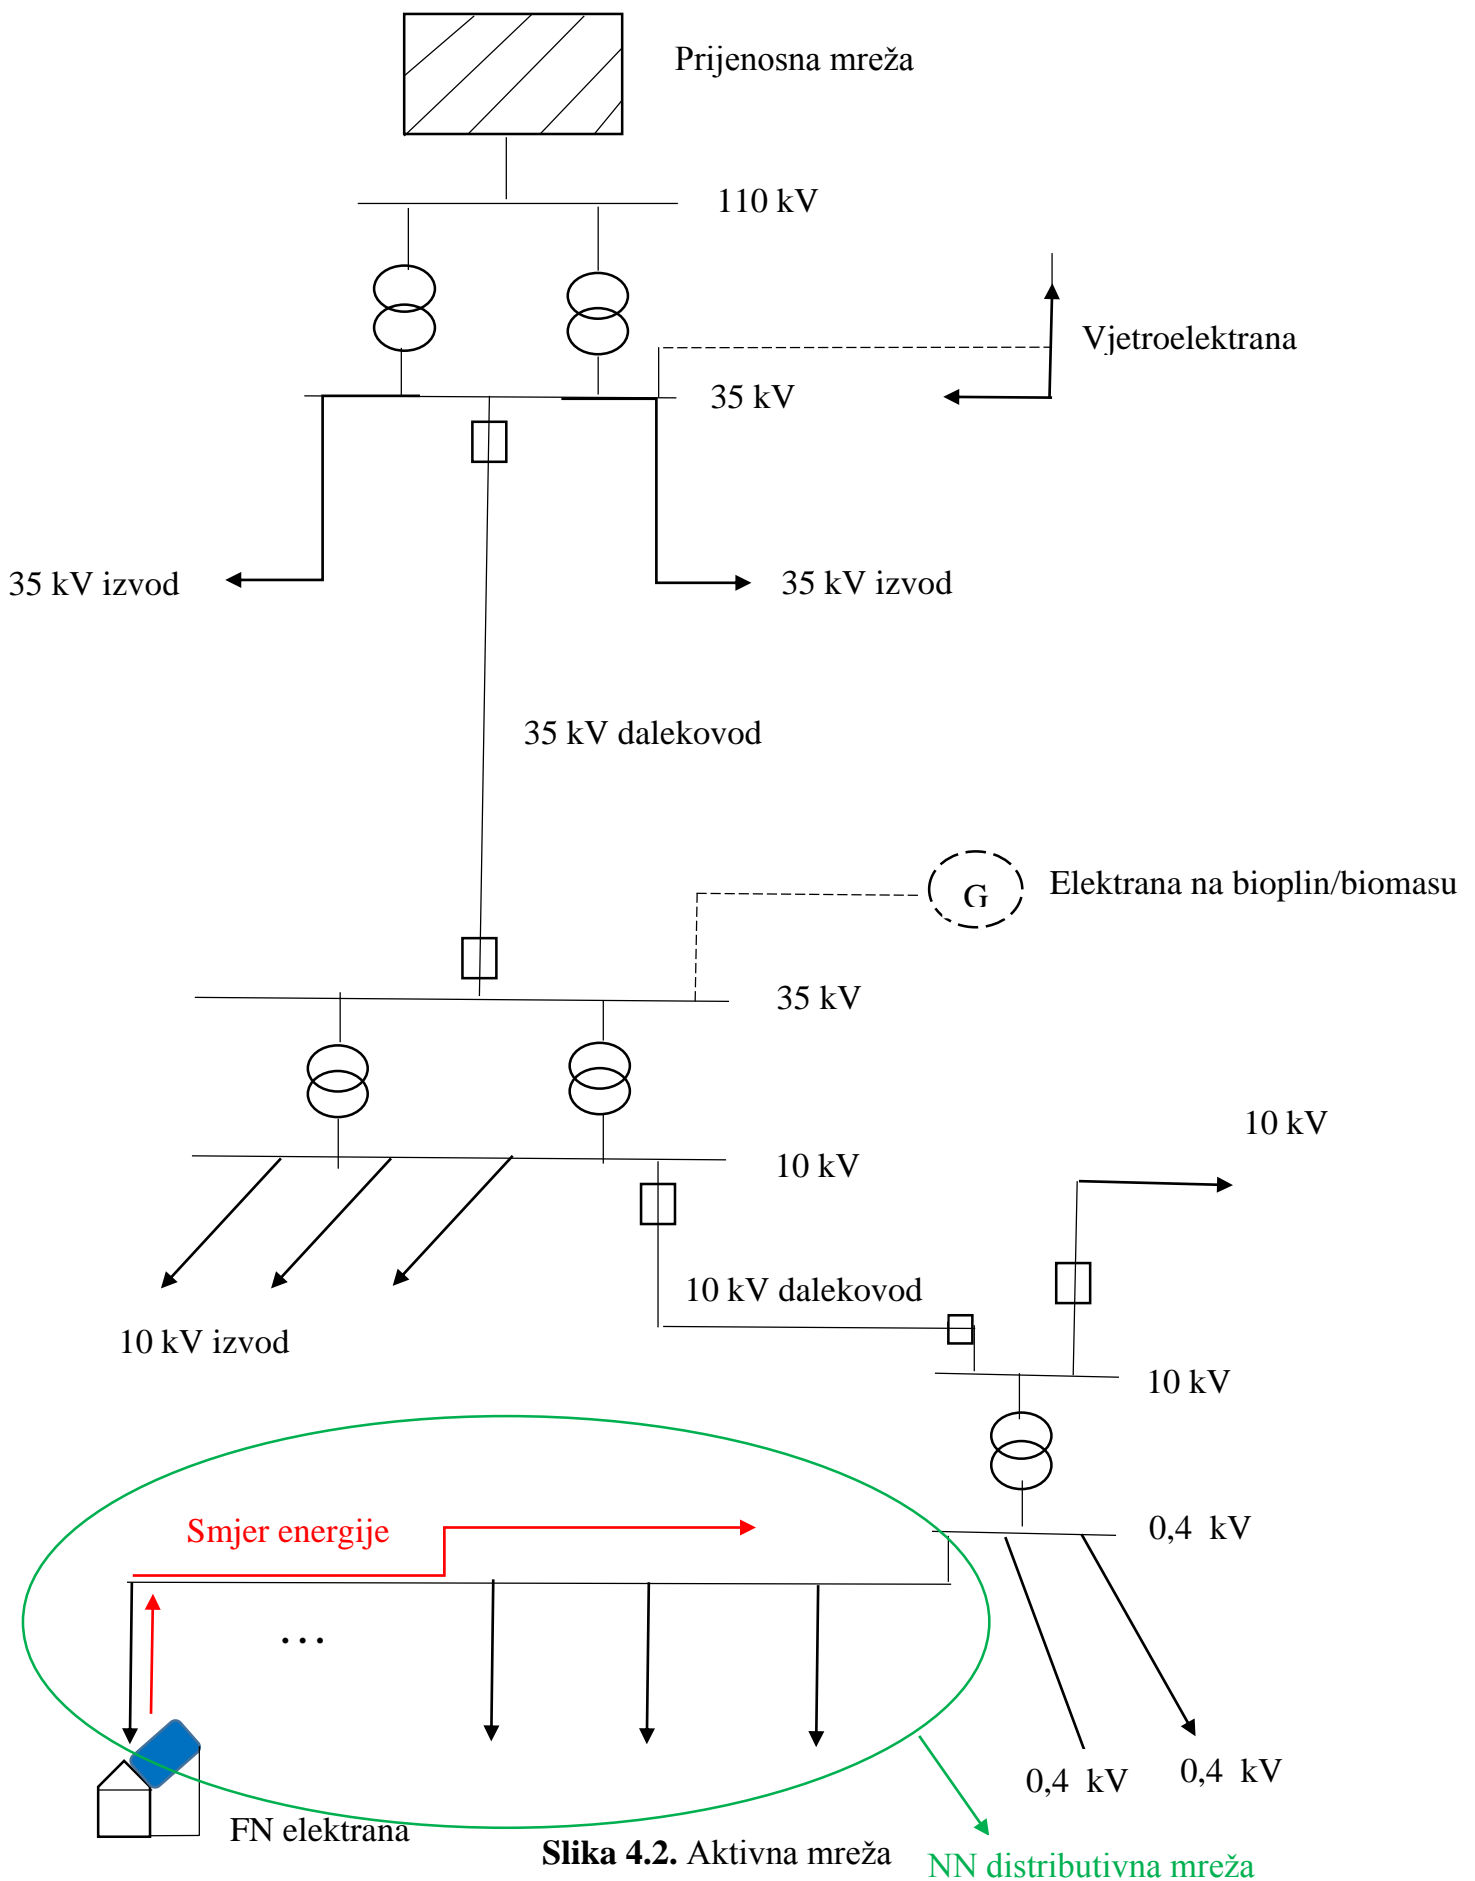 Prijenosna mreža
110 kV
Vjetroelektrana
35 kV
35 kV izvod
35 kV izvod
35 kV dalekovod
G
Elektrana na bioplin/biomasu
35 kV
10 kV
10 kV
10 kV dalekovod
10 kV izvod
10 kV
Smjer energije
0,4 kV
...
0,4 kV
0,4 kV
FN elektrana
Slika 4.2. Aktivna mreža
NN distributivna mreža